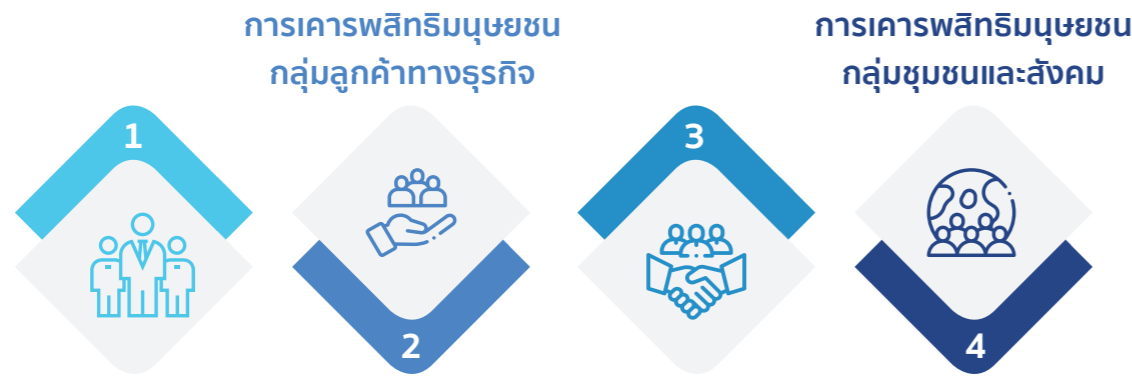 การเคารพสิทธิมนุษยชน
กลุ่มลูกค้าทางธุรกิจ
การเคารพสิทธิมนุษยชน
กลุ่มชุมชนและสังคม
1
2
3
4